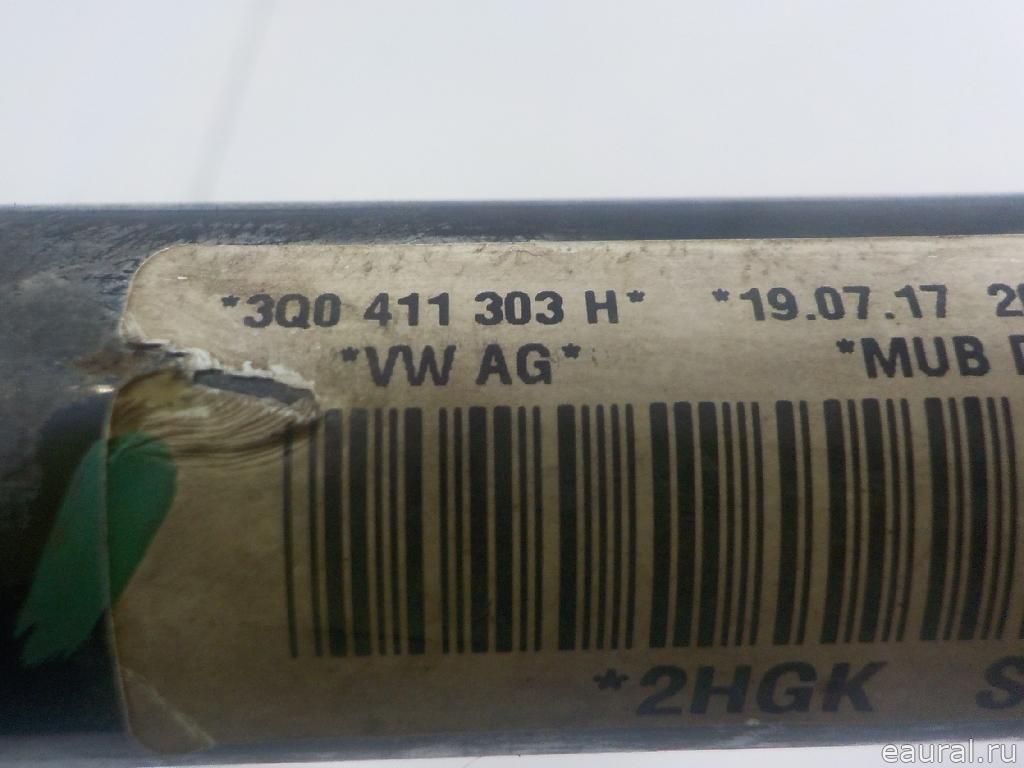 *3Q0 411 303 H* *19.07.17
*VW AG* *MUB
*2HGK
eaural.ru